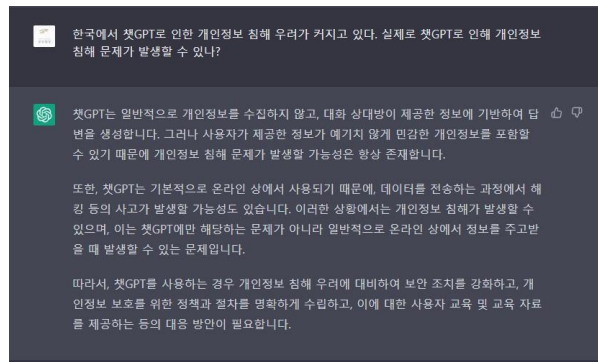 한국에서 챗GPT로 인한 개인정보 침해 우려가 커지고 있다. 실제로 챗GPT로 인해 개인정보
침해 문제가 발생할 수 있나?
챗GPT는 일반적으로 개인정보를 수집하지 않고, 대화 상대방이 제공한 정보에 기반하여 답
변을 생성합니다. 그러나 사용자가 제공한 정보가 예기치 않게 민감한 개인정보를 포함할
수 있기 때문에 개인정보 침해 문제가 발생할 가능성은 항상 존재합니다.
또한, 챗GPT는 기본적으로 온라인 상에서 사용되기 때문에, 데이터를 전송하는 과정에서 해
킹 등의 사고가 발생할 가능성도 있습니다. 이러한 상황에서는 개인정보 침해가 발생할 수
있으며, 이는 챗GPT에만 해당하는 문제가 아니라 일반적으로 온라인 상에서 정보를 주고받
을 때 발생할 수 있는 문제입니다.
따라서, 챗GPT를 사용하는 경우 개인정보 침해 우려에 대비하여 보안 조치를 강화하고, 개
인정보 보호를 위한 정책과 절차를 명확하게 수립하고, 이에 대한 사용자 교육 및 교육 자료
를 제공하는 등의 대응 방안이 필요합니다.